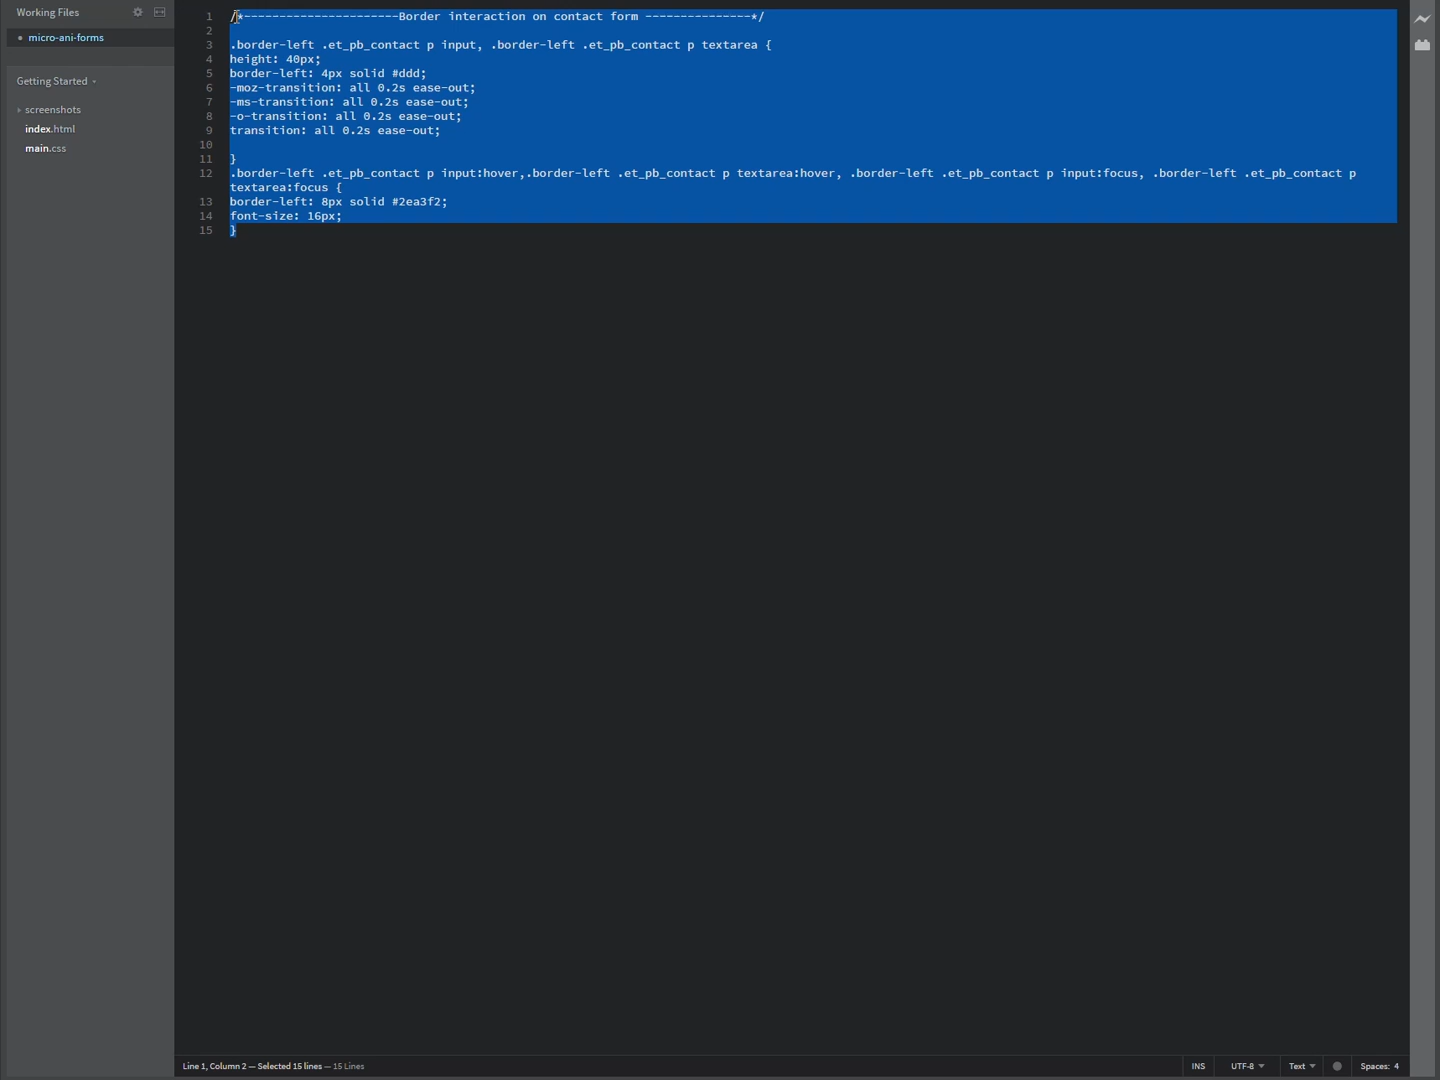 Working Files
micro-ani-forms
Getting Started
screenshots
index.html
main.css
1 /*----------------------Border interaction on contact form ---------------*/
2
3 .border-left .et_pb_contact p input, .border-left .et_pb_contact p textarea {
4 height: 40px;
5 border-left: 4px solid #ddd;
6 -moz-transition: all 0.2s ease-out;
7 -ms-transition: all 0.2s ease-out;
8 -o-transition: all 0.2s ease-out;
9 transition: all 0.2s ease-out;
10
11 }
12 .border-left .et_pb_contact p input:hover,.border-left .et_pb_contact p textarea:hover, .border-left .et_pb_contact p input:focus, .border-left .et_pb_contact p
textarea:focus {
13 border-left: 8px solid #2ea3f2;
14 font-size: 16px;
15 }
Line 1, Column 2 — Selected 15 lines — 15 Lines
INS UTF-8 Text Spaces: 4